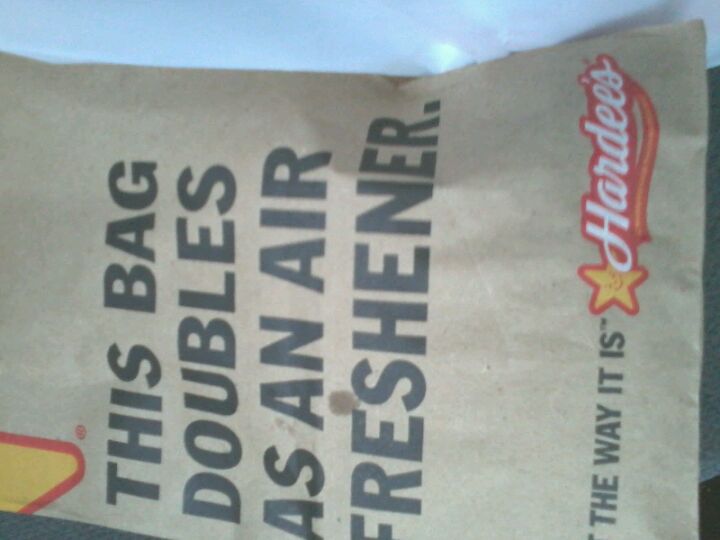 ®
THIS BAG
DOUBLES
AS AN AIR
FRESHENER.
THE WAY IT IS™ Hardee's